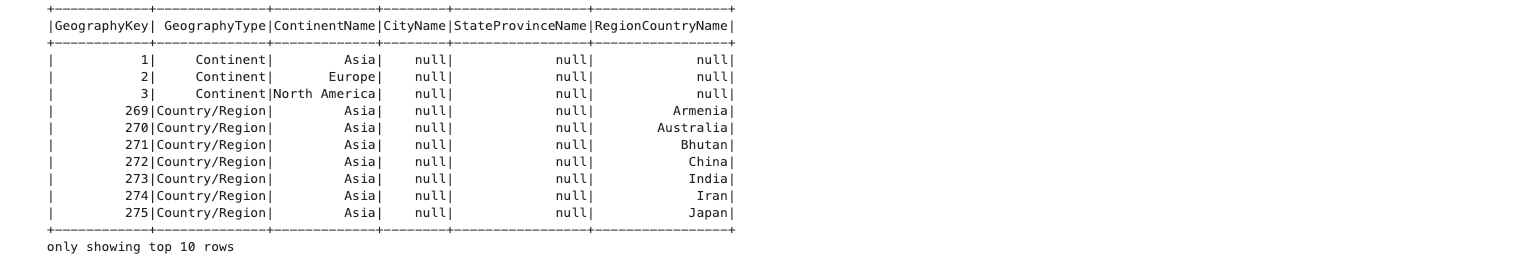 +------------+--------------+-------------+--------+-----------------+-----------------+
|GeographyKey| GeographyType|ContinentName|CityName|StateProvinceName|RegionCountryName|
+------------+--------------+-------------+--------+-----------------+-----------------+
|           1|     Continent|         Asia|    null|             null|             null|
|           2|     Continent|       Europe|    null|             null|             null|
|           3|     Continent|North America|    null|             null|             null|
|         269|Country/Region|         Asia|    null|             null|          Armenia|
|         270|Country/Region|         Asia|    null|             null|        Australia|
|         271|Country/Region|         Asia|    null|             null|           Bhutan|
|         272|Country/Region|         Asia|    null|             null|            China|
|         273|Country/Region|         Asia|    null|             null|            India|
|         274|Country/Region|         Asia|    null|             null|             Iran|
|         275|Country/Region|         Asia|    null|             null|            Japan|
+------------+--------------+-------------+--------+-----------------+-----------------+
only showing top 10 rows